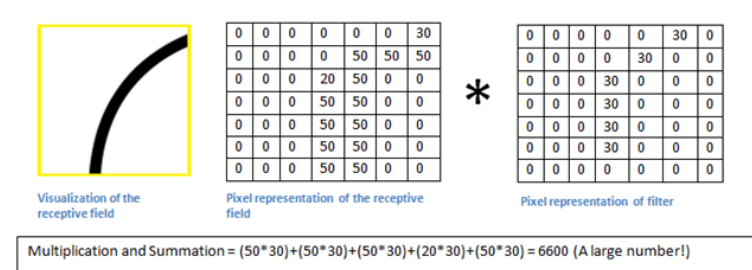 0 0 0 0 0 0 30
0 0 0 0 50 50 50
0 0 0 20 50 0 0
0 0 0 50 50 0 0
0 0 0 50 50 0 0
0 0 0 50 50 0 0
0 0 0 50 50 0 0
*
0 0 0 0 0 30 0
0 0 0 0 30 0 0
0 0 0 30 0 0 0
0 0 0 30 0 0 0
0 0 0 30 0 0 0
0 0 0 30 0 0 0
0 0 0 0 0 0 0
Visualization of the
receptive field
Pixel representation of the receptive
field
Pixel representation of filter
Multiplication and Summation = (50*30)+(50*30)+(50*30)+(20*30)+(50*30) = 6600 (A large number!)